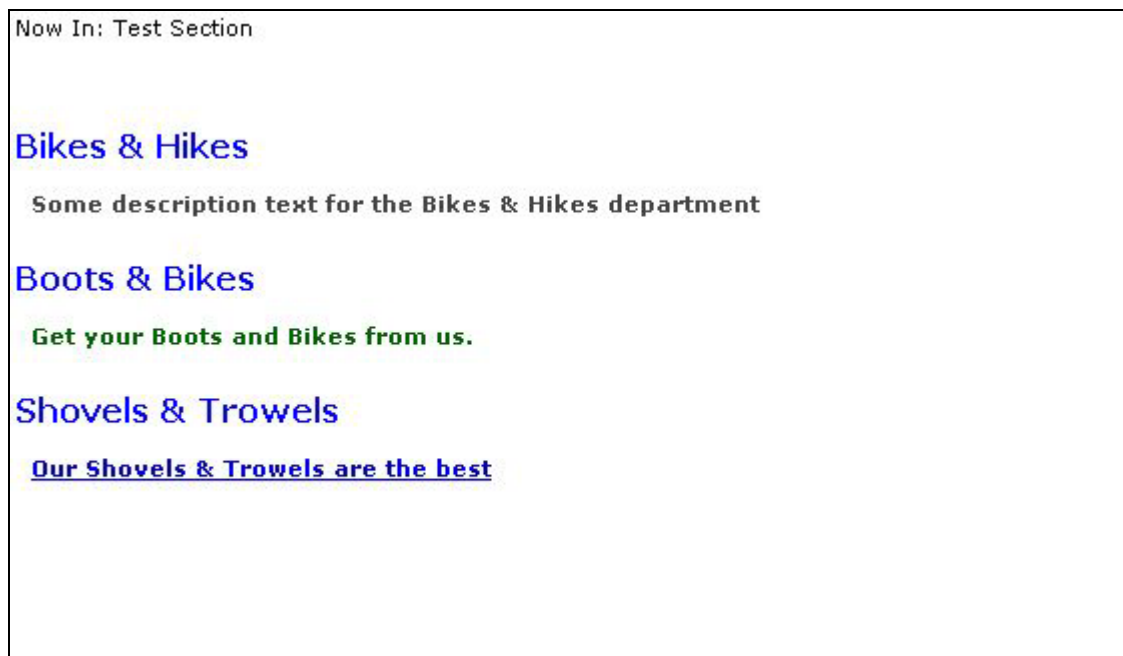 Now In: Test Section
Bikes & Hikes
Some description text for the Bikes & Hikes department
Boots & Bikes
Get your Boots and Bikes from us.
Shovels & Trowels
Our Shovels & Trowels are the best